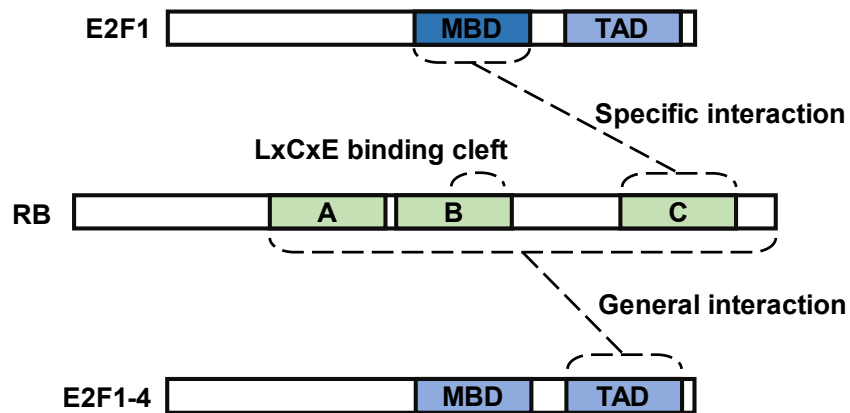 E2F1 MBD TAD
Specific interaction
LxCxE binding cleft
RB A B C
General interaction
E2F1-4 MBD TAD